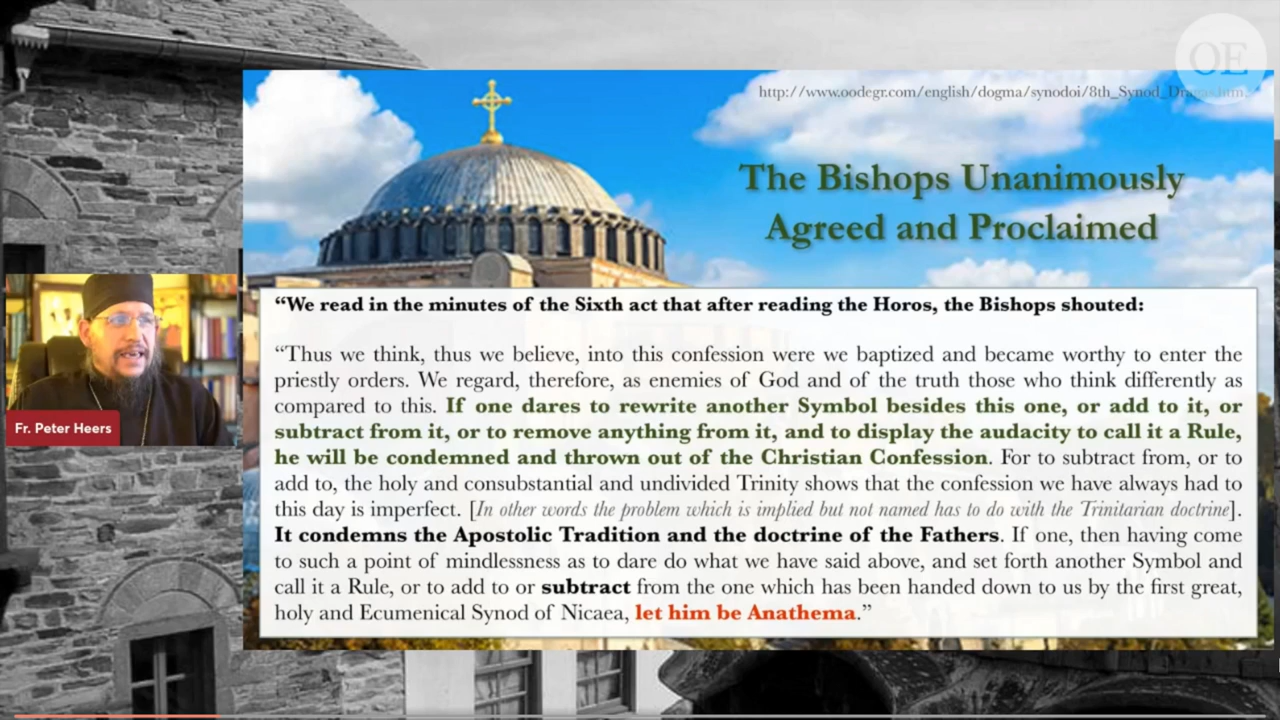 OE
http://www.oodegr.com/english/dogma/synodoi/8th_Synod_Dragas.htm
The Bishops Unanimously
Agreed and Proclaimed
“We read in the minutes of the Sixth act that after reading the Horos, the Bishops shouted:
“Thus we think, thus we believe, into this confession were we baptized and became worthy to enter the
priestly orders. We regard, therefore, as enemies of God and of the truth those who think differently as
compared to this. If one dares to rewrite another Symbol besides this one, or add to it, or
subtract from it, or to remove anything from it, and to display the audacity to call it a Rule,
he will be condemned and thrown out of the Christian Confession. For to subtract from, or to
add to, the holy and consubstantial and undivided Trinity shows that the confession we have always had to
this day is imperfect. [In other words the problem which is implied but not named has to do with the Trinitarian doctrine].
It condemns the Apostolic Tradition and the doctrine of the Fathers. If one, then having come
to such a point of mindlessness as to dare do what we have said above, and set forth another Symbol and
call it a Rule, or to add to or subtract from the one which has been handed down to us by the first great,
holy and Ecumenical Synod of Nicaea, let him be Anathema.”
Fr. Peter Heers